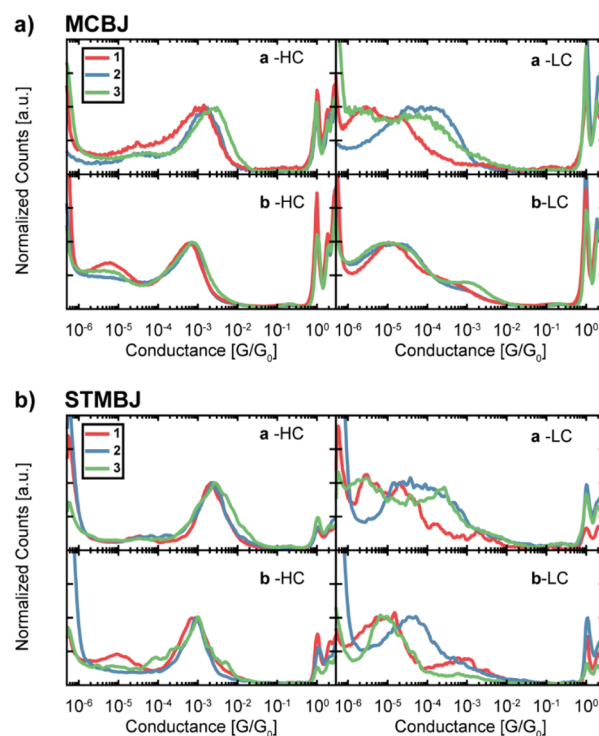 a) MCBJ
Normalized Counts [a.u.]
1
2
3
a -HC
a -LC
b -HC
b-LC
10⁻⁶ 10⁻⁵ 10⁻⁴ 10⁻³ 10⁻² 10⁻¹ 10⁰ 10⁻⁶ 10⁻⁵ 10⁻⁴ 10⁻³ 10⁻² 10⁻¹ 10⁰
Conductance [G/G₀] Conductance [G/G₀]
b) STMBJ
Normalized Counts [a.u.]
1
2
3
a -HC
a -LC
b -HC
b-LC
10⁻⁶ 10⁻⁵ 10⁻⁴ 10⁻³ 10⁻² 10⁻¹ 10⁰ 10⁻⁶ 10⁻⁵ 10⁻⁴ 10⁻³ 10⁻² 10⁻¹ 10⁰
Conductance [G/G₀] Conductance [G/G₀]